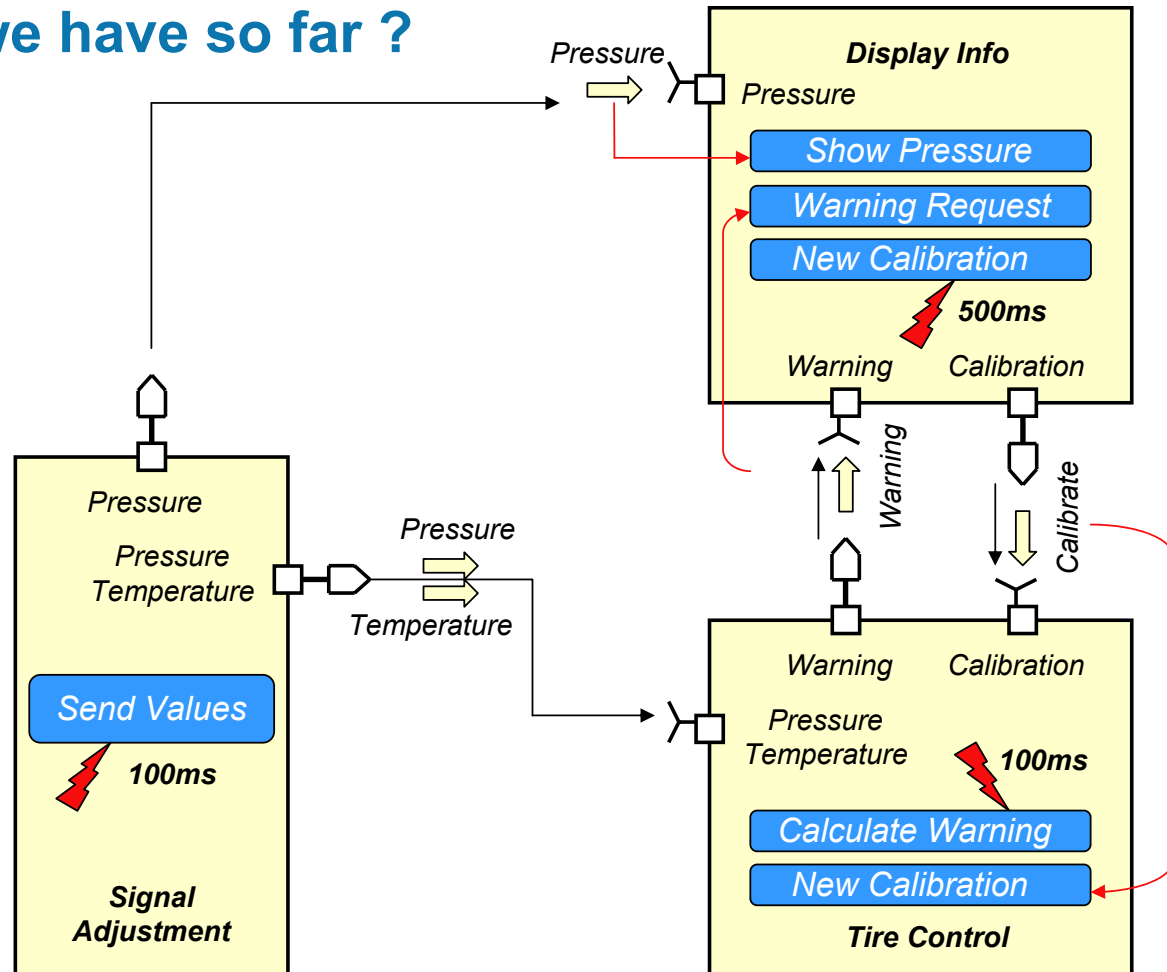 we have so far ?
Pressure
Display Info
Pressure
Show Pressure
Warning Request
New Calibration
500ms
Warning
Calibration
Warning
Calibrate
Pressure
Pressure
Temperature
Pressure
Temperature
Send Values
100ms
Signal
Adjustment
Warning
Calibration
Pressure
Temperature
100ms
Calculate Warning
New Calibration
Tire Control